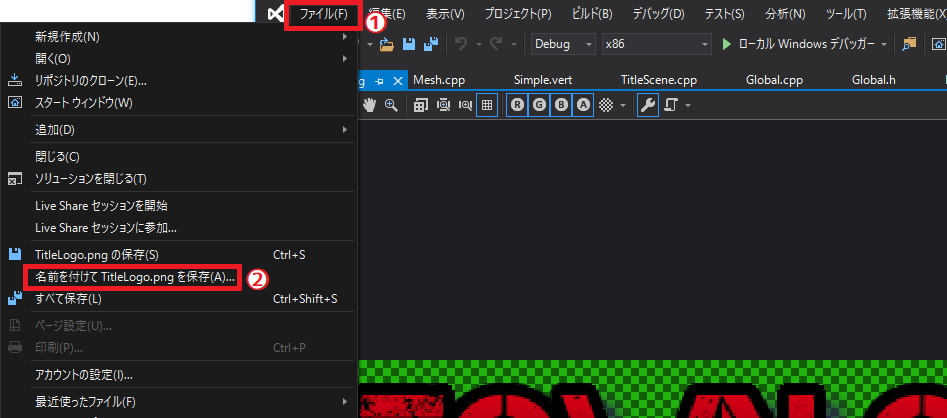 ファイル(F) ① 編集(E) 表示(V) プロジェクト(P) ビルド(B) デバッグ(D) テスト(S) 分析(N) ツール(T) 拡張機能(X
Debug x86 ローカル Windows デバッガー
Mesh.cpp Simple.vert TitleScene.cpp Global.cpp Global.h
R G B A
新規作成(N)
開く(O)
リポジトリのクローン(E)...
スタート ウィンドウ(W)
追加(D)
閉じる(C)
ソリューションを閉じる(T)
Live Share セッションを開始
Live Share セッションに参加...
TitleLogo.png の保存(S) Ctrl+S
名前を付けて TitleLogo.png を保存(A)... ②
すべて保存(L) Ctrl+Shift+S
ページ設定(U)...
印刷(P)... Ctrl+P
アカウントの設定(I)...
最近使ったファイル(F)